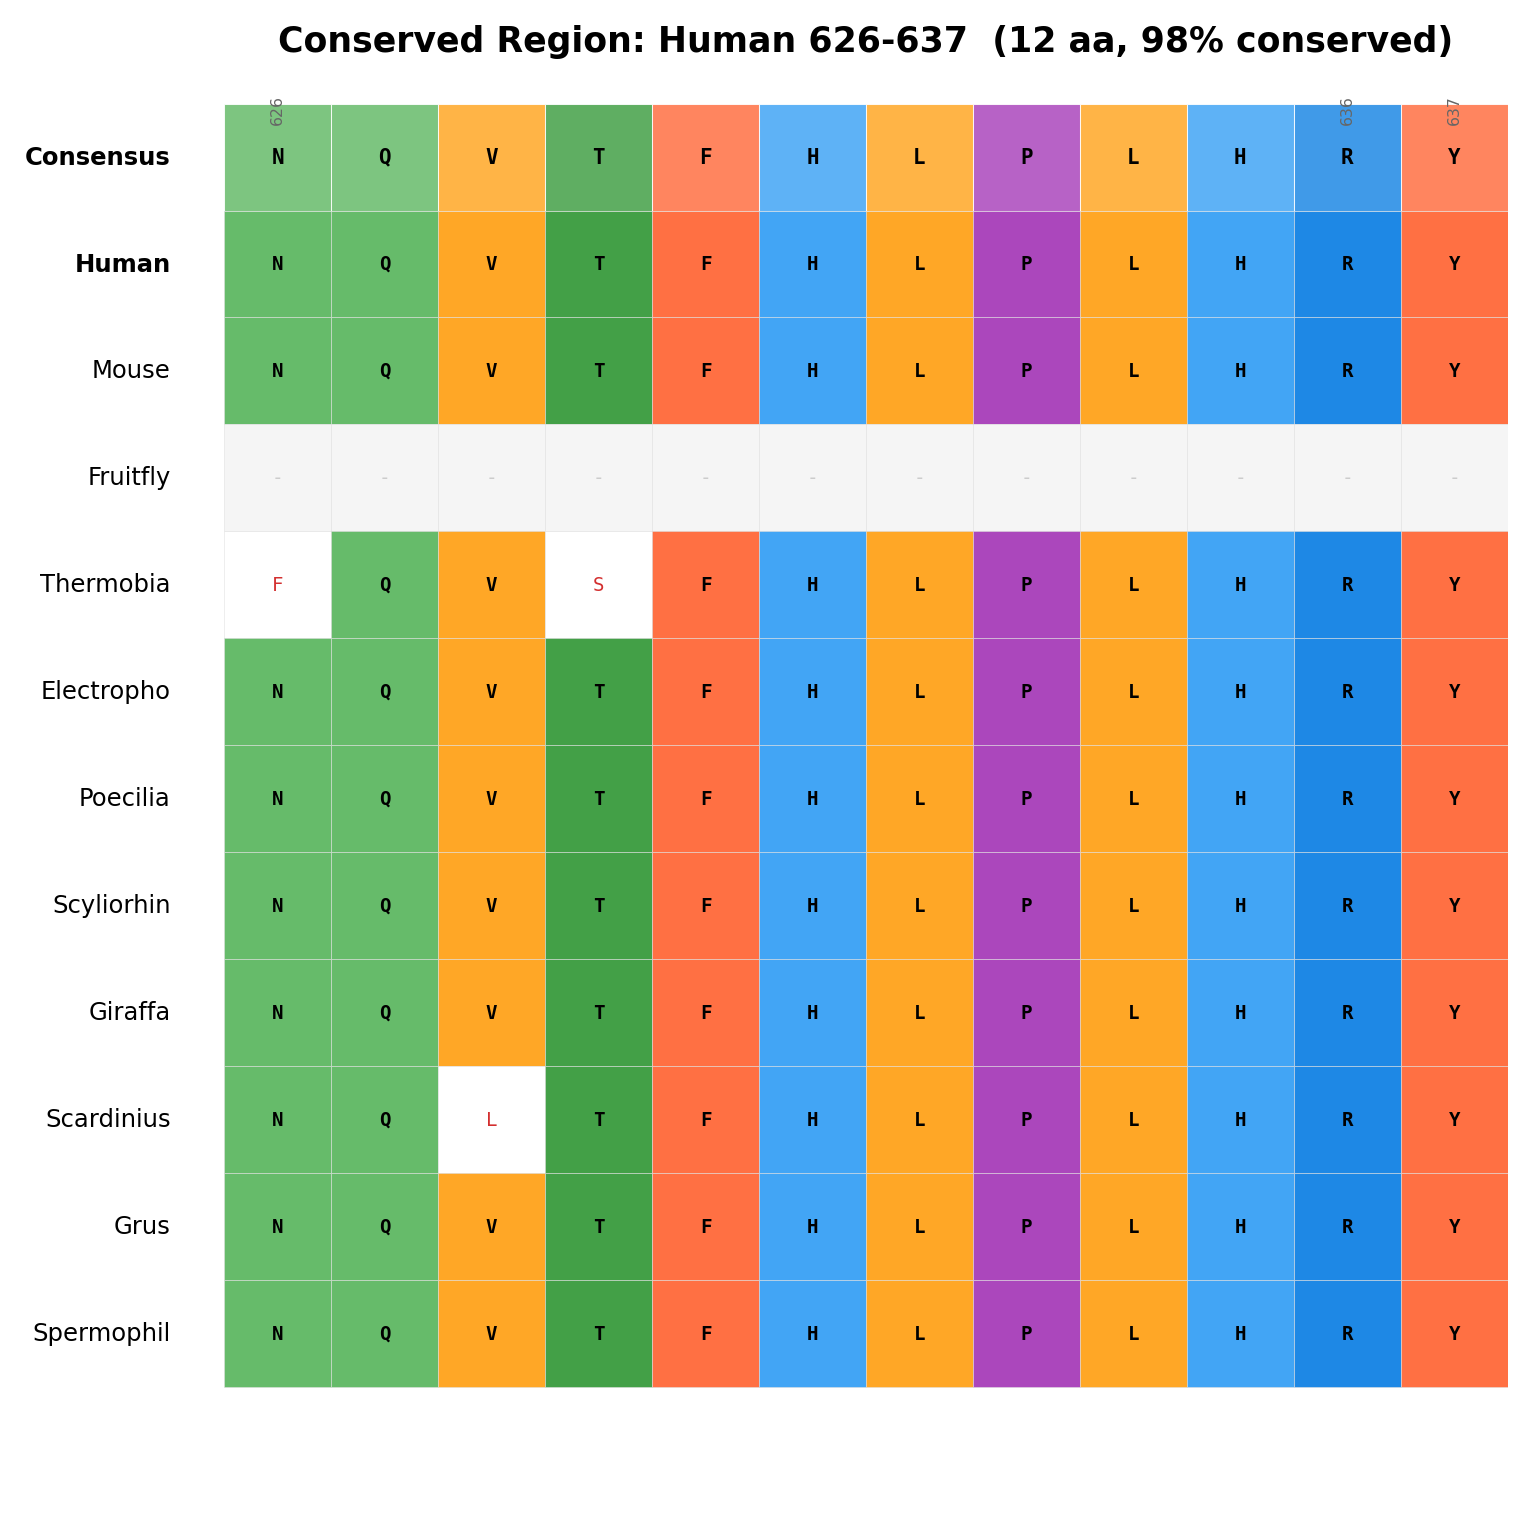 Conserved Region: Human 626-637 (12 aa, 98% conserved)
626 636 637
Consensus N Q V T F H L P L H R Y
Human N Q V T F H L P L H R Y
Mouse N Q V T F H L P L H R Y
Fruitfly - - - - - - - - - - - -
Thermobia F Q V S F H L P L H R Y
Electropho N Q V T F H L P L H R Y
Poecilia N Q V T F H L P L H R Y
Scyliorhin N Q V T F H L P L H R Y
Giraffa N Q V T F H L P L H R Y
Scardinius N Q L T F H L P L H R Y
Grus N Q V T F H L P L H R Y
Spermophil N Q V T F H L P L H R Y